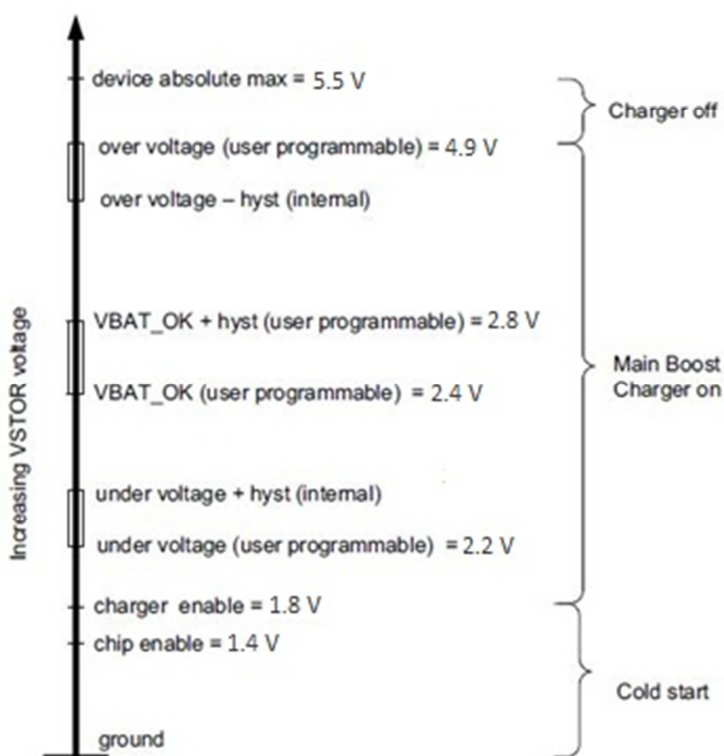 device absolute max = 5.5 V
Charger off
over voltage (user programmable) = 4.9 V
over voltage – hyst (internal)
VBAT_OK + hyst (user programmable) = 2.8 V
Main Boost
Charger on
VBAT_OK (user programmable) = 2.4 V
under voltage + hyst (internal)
under voltage (user programmable) = 2.2 V
charger enable = 1.8 V
chip enable = 1.4 V
Cold start
ground
Increasing VSTOR voltage